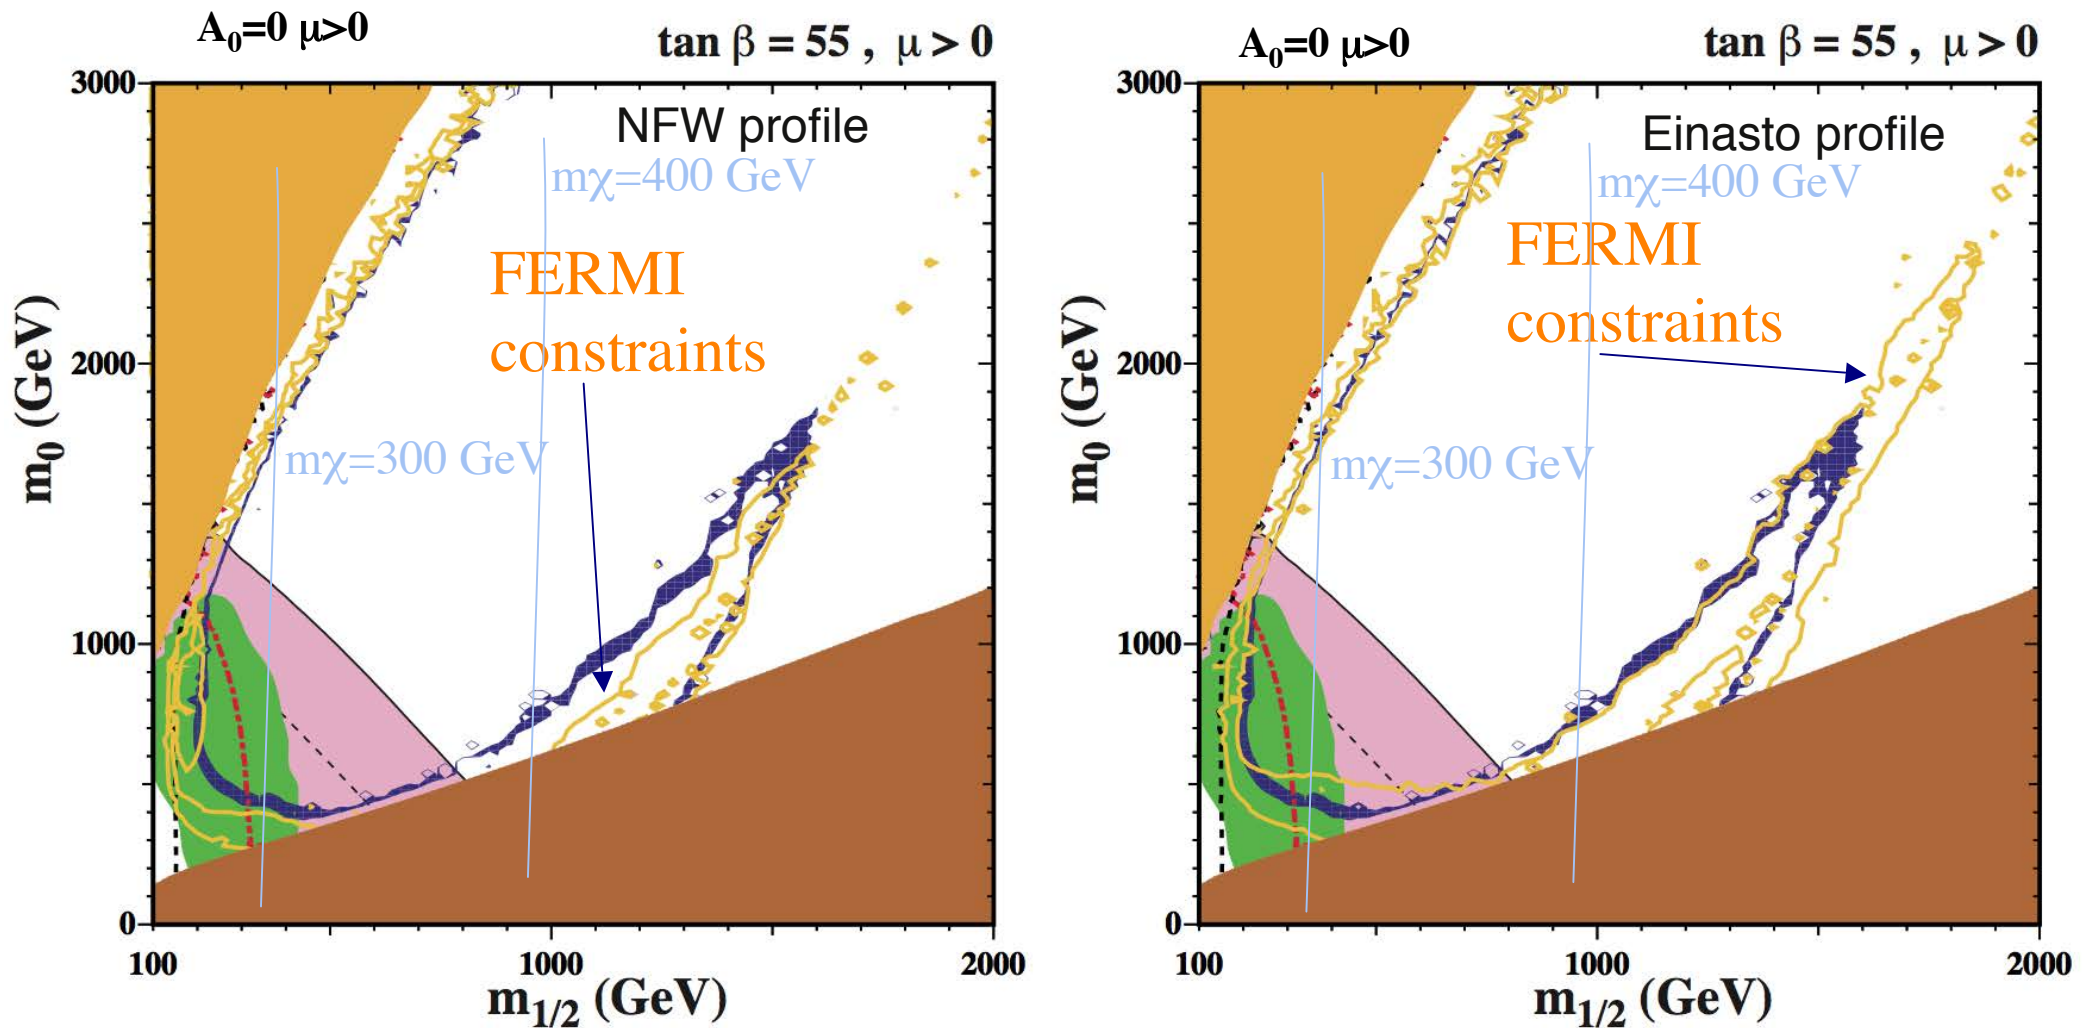 A₀=0 μ>0
tan β = 55 , μ > 0
3000
NFW profile
mχ=400 GeV
FERMI
constraints
2000
m₀ (GeV)
mχ=300 GeV
1000
0
100
1000
2000
m₁/₂ (GeV)
A₀=0 μ>0
tan β = 55 , μ > 0
3000
Einasto profile
mχ=400 GeV
FERMI
constraints
2000
m₀ (GeV)
mχ=300 GeV
1000
0
100
1000
2000
m₁/₂ (GeV)